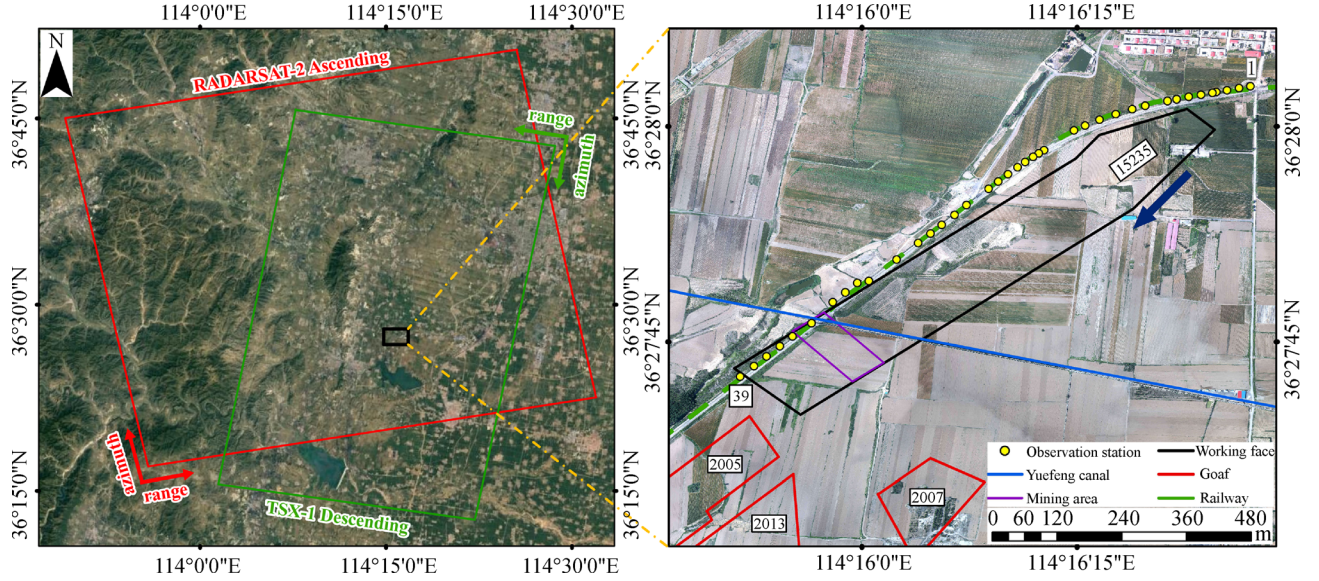 114°0'0"E 114°15'0"E 114°30'0"E
114°16'0"E 114°16'15"E
N
RADARSAT-2 Ascending
range
azimuth
1
36°45'0"N
36°45'0"N
36°28'0"N
36°28'0"N
15235
36°30'0"N
36°30'0"N
36°27'45"N
36°27'45"N
39
azimuth
range
36°15'0"N
36°15'0"N
TSX-1 Descending
2005
2007
2013
Observation station Working face
Yuefeng canal Goaf
Mining area Railway
0 60 120 240 360 480
m
114°0'0"E 114°15'0"E 114°30'0"E
114°16'0"E 114°16'15"E